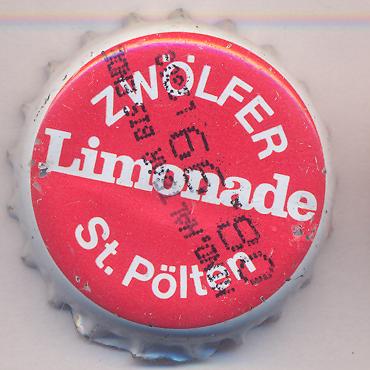 ZWÖLFER
Limonade
St. Pölten